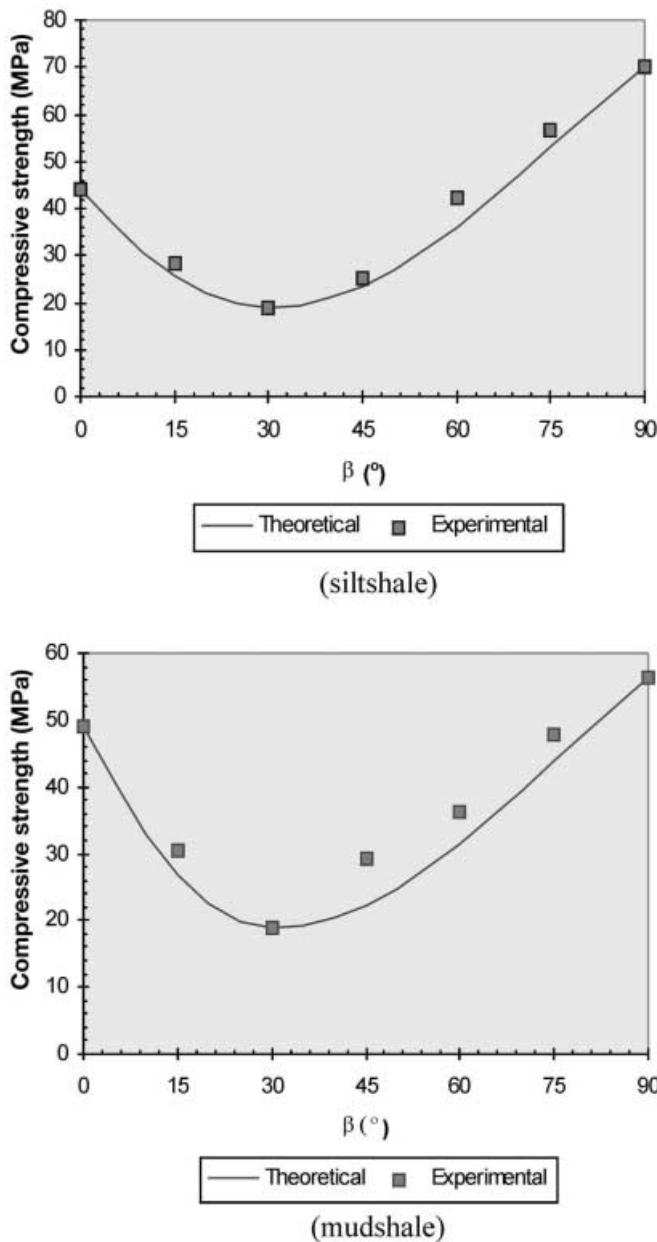 Compressive strength (MPa)
80
70
60
50
40
30
20
10
0
0 15 30 45 60 75 90
β (º)
Theoretical Experimental
(siltshale)
Compressive strength (MPa)
60
50
40
30
20
10
0
0 15 30 45 60 75 90
β (°)
Theoretical Experimental
(mudshale)